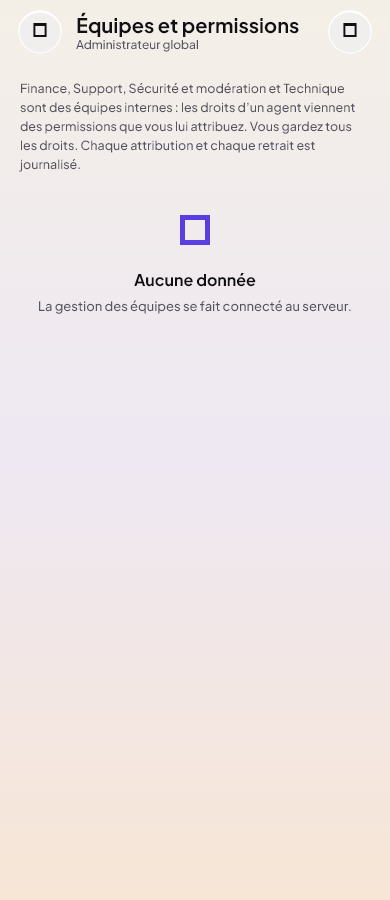 Équipes et permissions
Administrateur global
Finance, Support, Sécurité et modération et Technique
sont des équipes internes : les droits d’un agent viennent
des permissions que vous lui attribuez. Vous gardez tous
les droits. Chaque attribution et chaque retrait est
journalisé.
Aucune donnée
La gestion des équipes se fait connecté au serveur.